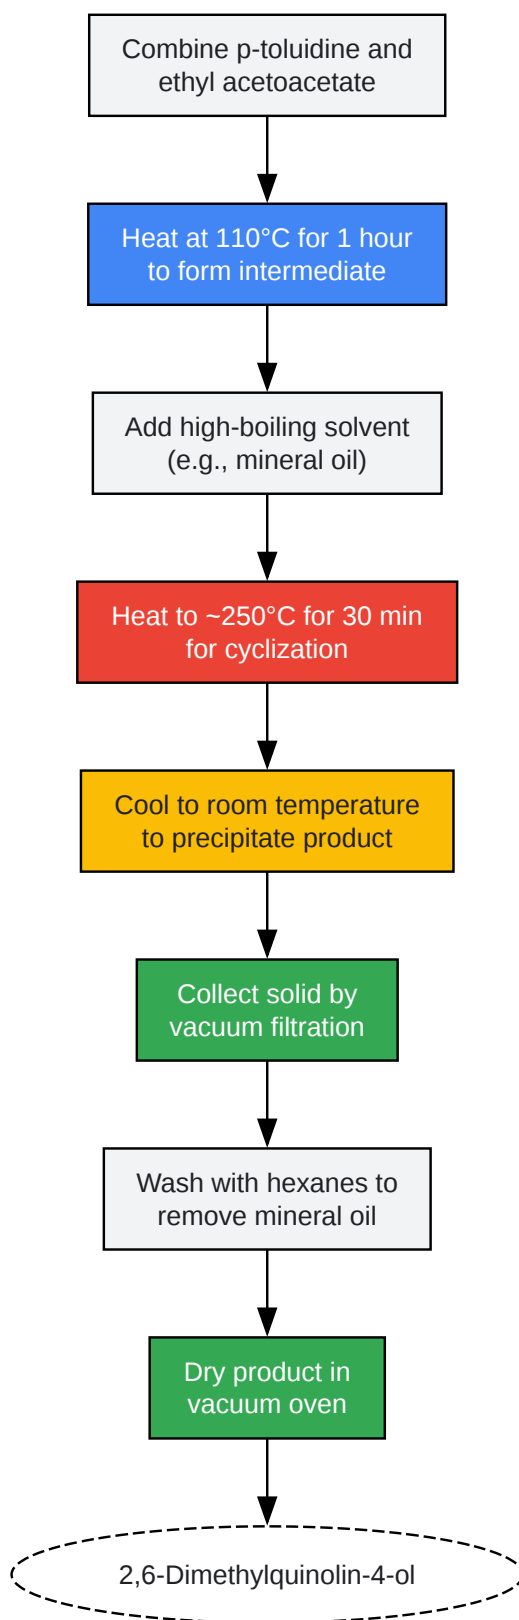 Combine p-toluidine and
ethyl acetoacetate
Heat at 110°C for 1 hour
to form intermediate
Add high-boiling solvent
(e.g., mineral oil)
Heat to ~250°C for 30 min
for cyclization
Cool to room temperature
to precipitate product
Collect solid by
vacuum filtration
Wash with hexanes to
remove mineral oil
Dry product in
vacuum oven
2,6-Dimethylquinolin-4-ol